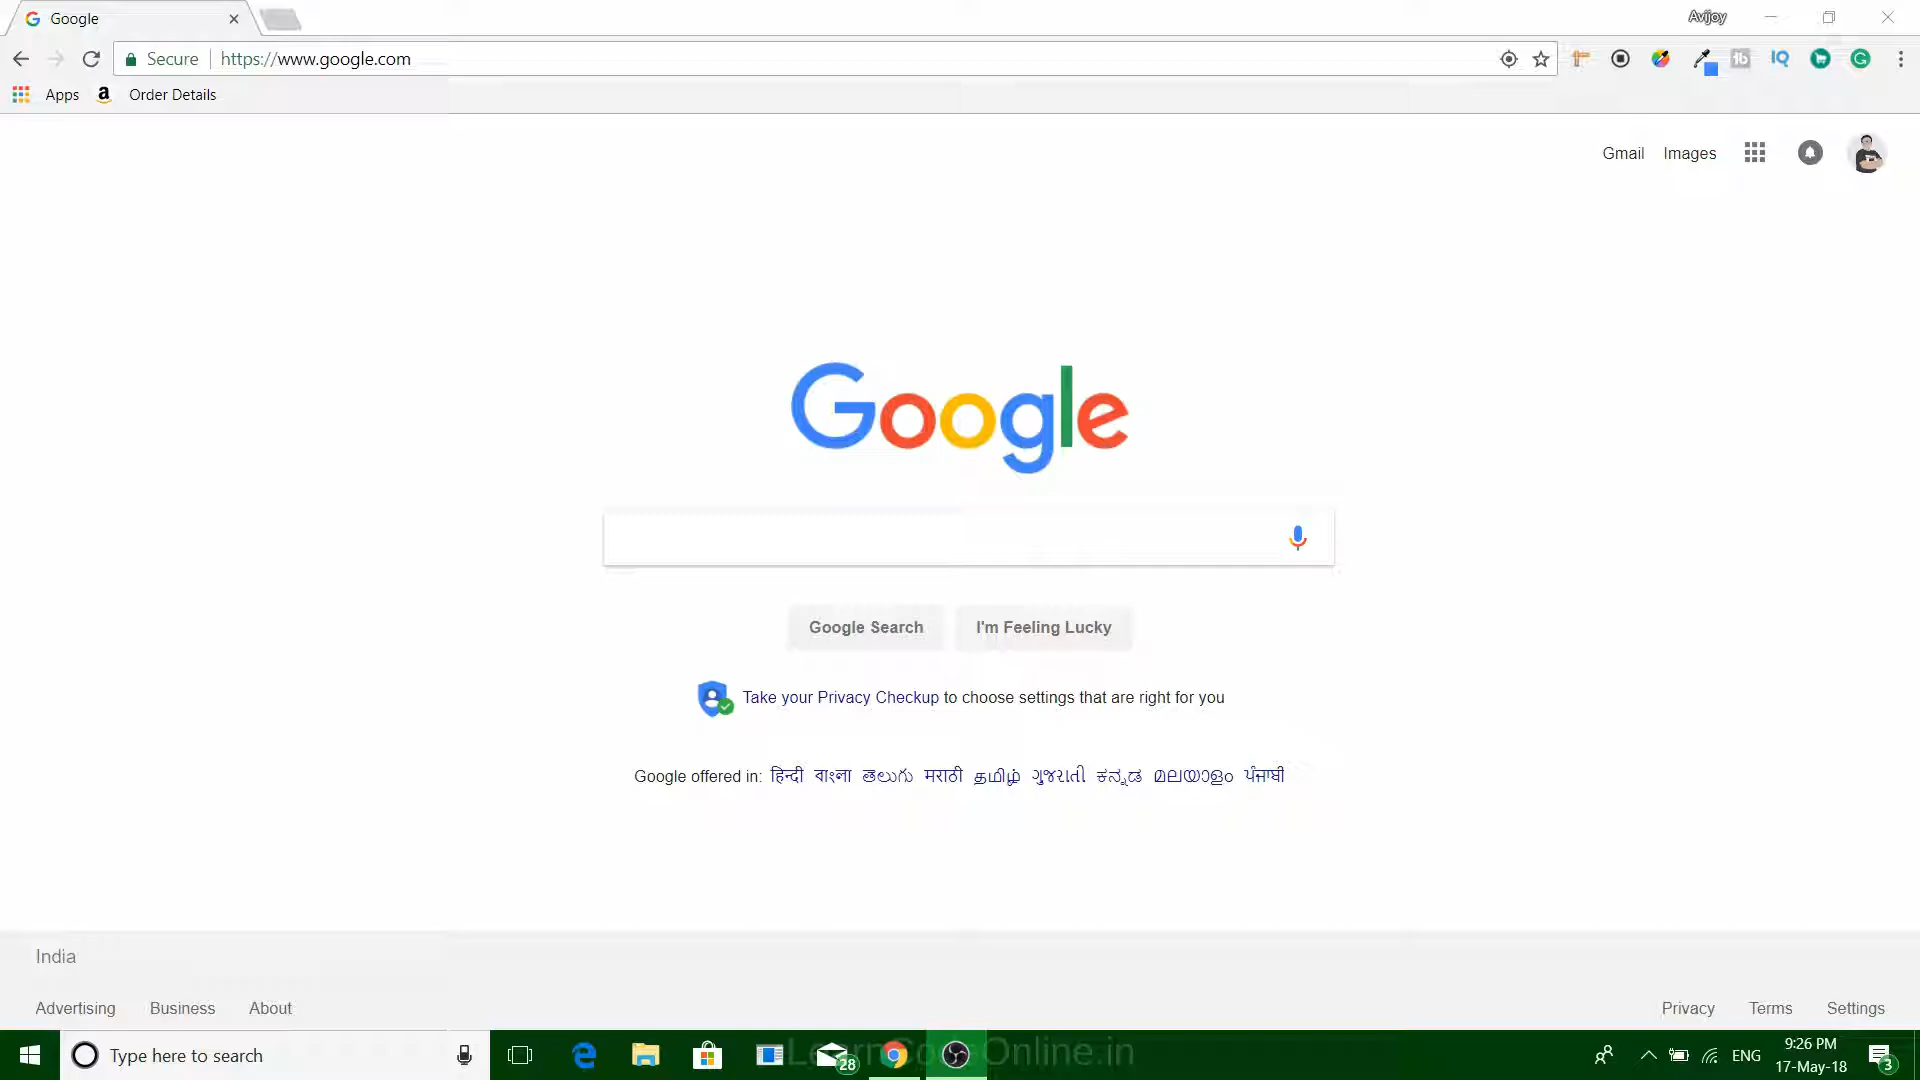 Google
Avijoy
Secure https://www.google.com
Apps Order Details
Gmail Images
Google
Google Search I'm Feeling Lucky
Take your Privacy Checkup to choose settings that are right for you
Google offered in: हिन्दी বাংলা తెలుగు मराठी தமிழ் ગુજરાતી ಕನ್ನಡ മലയാളം ਪੰਜਾਬੀ
India
Advertising Business About
Privacy Terms Settings
Type here to search
28
LearnCodeOnline.in
ENG
9:26 PM
17-May-18
3